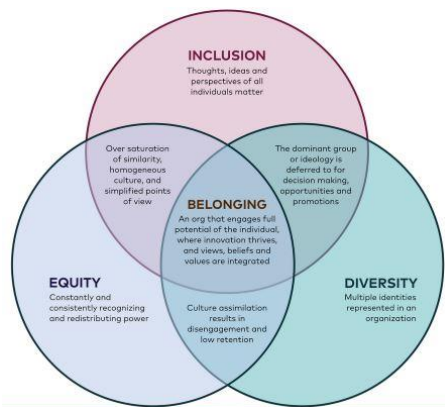 INCLUSION
Thoughts, ideas and
perspectives of all
individuals matter
Over saturation
of similarity,
homogeneous
culture, and
simplified points
of view
The dominant group
or ideology is
deferred to for
decision making,
opportunities and
promotions
BELONGING
An org that engages full
potential of the individual,
where innovation thrives,
and views, beliefs and
values are integrated
EQUITY
Constantly and
consistently recognizing
and redistributing power
Culture assimilation
results in
disengagement and
low retention
DIVERSITY
Multiple identities
represented in an
organization